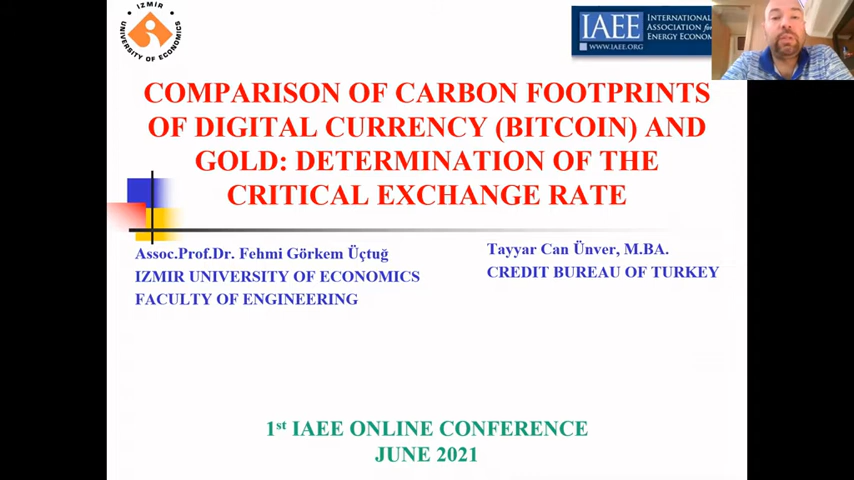 IZMIR
UNIVERSITY OF ECONOMICS
IAEE
INTERNATIONAL
ASSOCIATION for
ENERGY ECONOM
WWW.IAEE.ORG
COMPARISON OF CARBON FOOTPRINTS
OF DIGITAL CURRENCY (BITCOIN) AND
GOLD: DETERMINATION OF THE
CRITICAL EXCHANGE RATE
Assoc.Prof.Dr. Fehmi Görkem Üçtuğ
IZMIR UNIVERSITY OF ECONOMICS
FACULTY OF ENGINEERING
Tayyar Can Ünver, M.BA.
CREDIT BUREAU OF TURKEY
1st IAEE ONLINE CONFERENCE
JUNE 2021